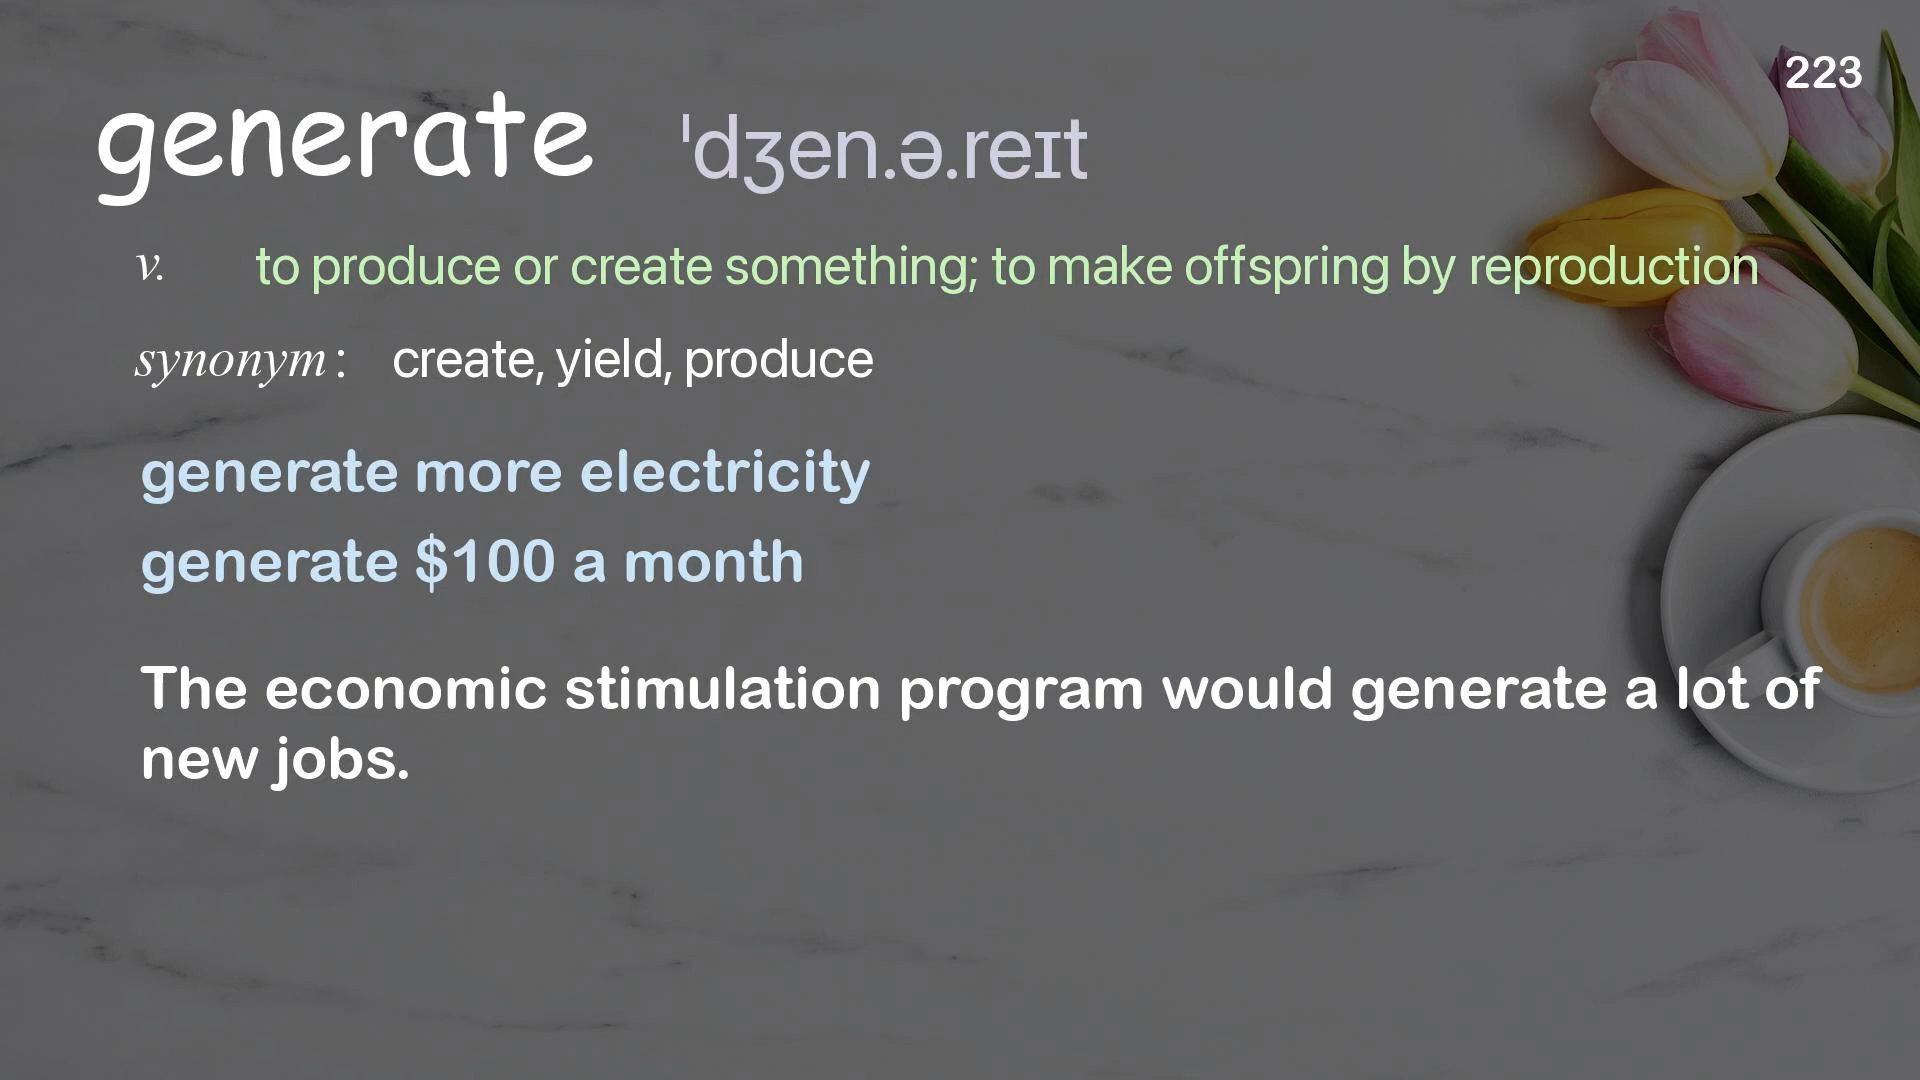 223
generate ˈdʒen.ə.reɪt
v. to produce or create something; to make offspring by reproduction
synonym : create, yield, produce
generate more electricity
generate $100 a month
The economic stimulation program would generate a lot of
new jobs.